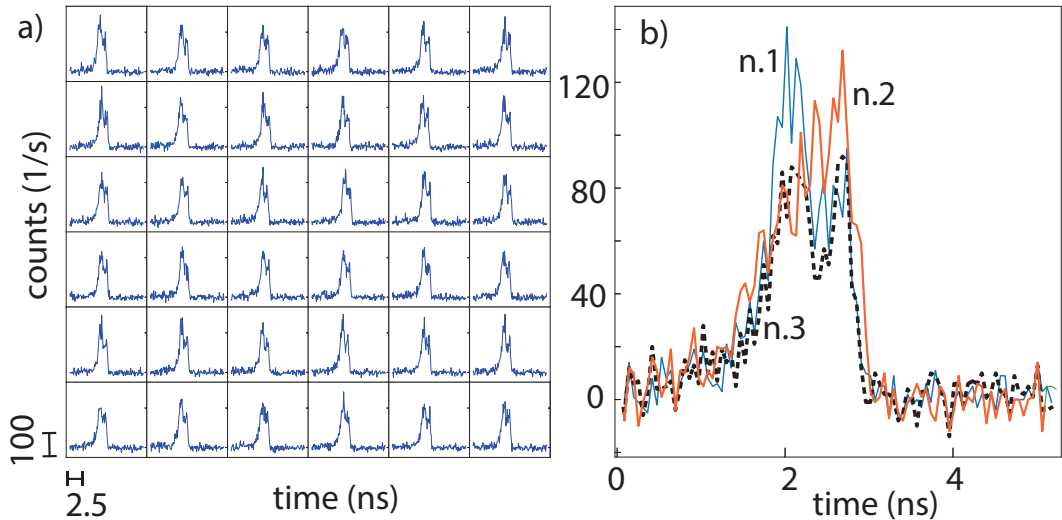 a)
counts (1/s)
100
2.5
time (ns)
b)
n.1
n.2
n.3
120
80
40
0
0
2
4
time (ns)